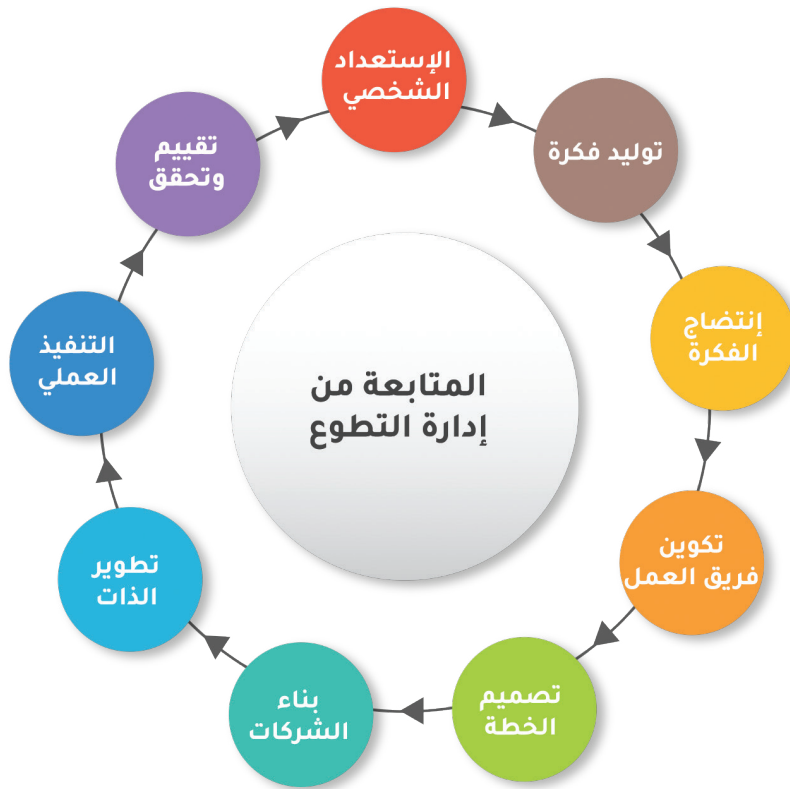 الإستعداد
الشخصي
توليد فكرة
إنتضاج
الفكرة
تكوين
فريق العمل
تصميم
الخطة
بناء
الشركات
تطوير
الذات
التنفيذ
العملي
تقييم
وتحقق
المتابعة من
إدارة التطوع